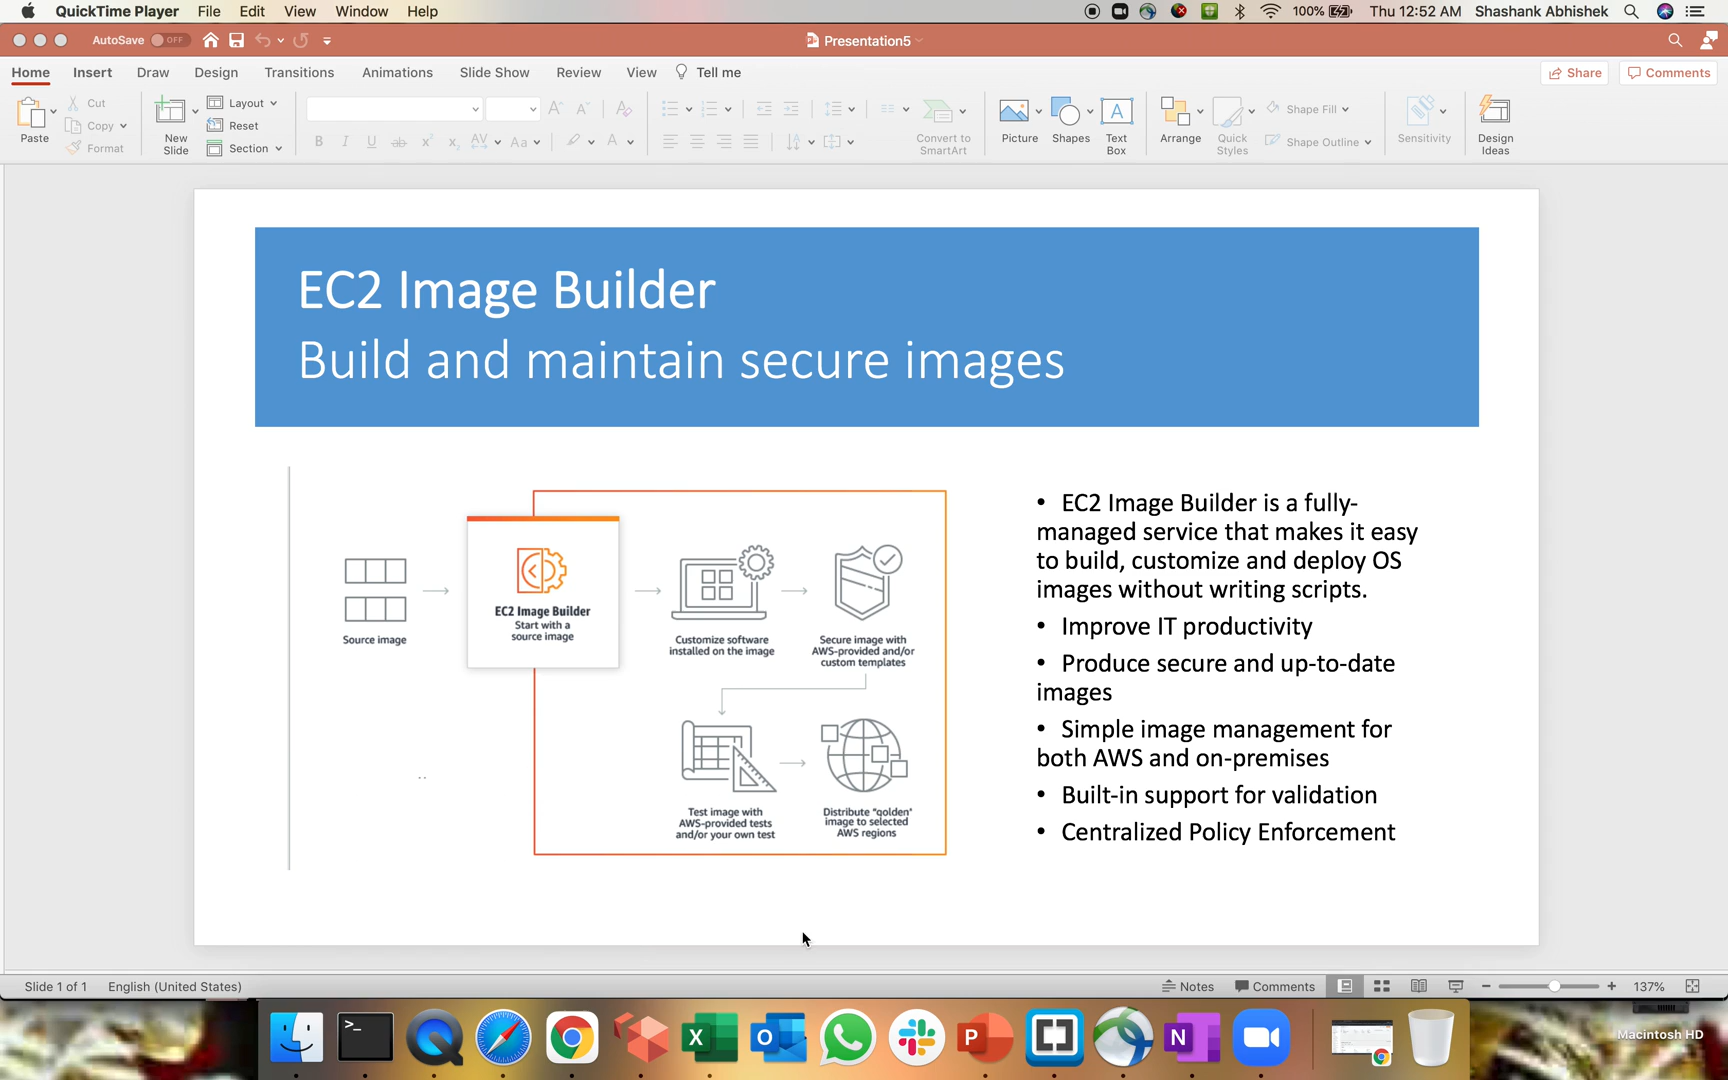 QuickTime Player File Edit View Window Help 100% Thu 12:52 AM Shashank Abhishek
AutoSave OFF Presentation5
Home Insert Draw Design Transitions Animations Slide Show Review View Tell me Share Comments
Paste Cut Copy Format
New Slide Layout Reset Section
B I U ab x² x₂ AV Aa A
Convert to SmartArt
Picture Shapes Text Box
Arrange Quick Styles Shape Fill Shape Outline
Sensitivity Design Ideas
EC2 Image Builder
Build and maintain secure images
Source image
EC2 Image Builder
Start with a
source image
Customize software
installed on the image
Secure image with
AWS-provided and/or
custom templates
Test image with
AWS-provided tests
and/or your own test
Distribute "golden"
image to selected
AWS regions
..
• EC2 Image Builder is a fully-
managed service that makes it easy
to build, customize and deploy OS
images without writing scripts.
• Improve IT productivity
• Produce secure and up-to-date
images
• Simple image management for
both AWS and on-premises
• Built-in support for validation
• Centralized Policy Enforcement
Slide 1 of 1 English (United States) Notes Comments 137%
Macintosh HD